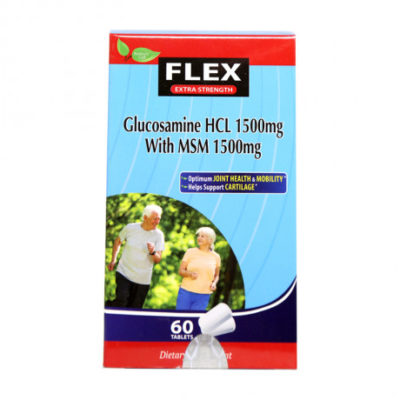 FLEX
EXTRA STRENGTH
Glucosamine HCL 1500mg
With MSM 1500mg
Optimum JOINT HEALTH & MOBILITY*
Helps Support CARTILAGE*
60
TABLETS